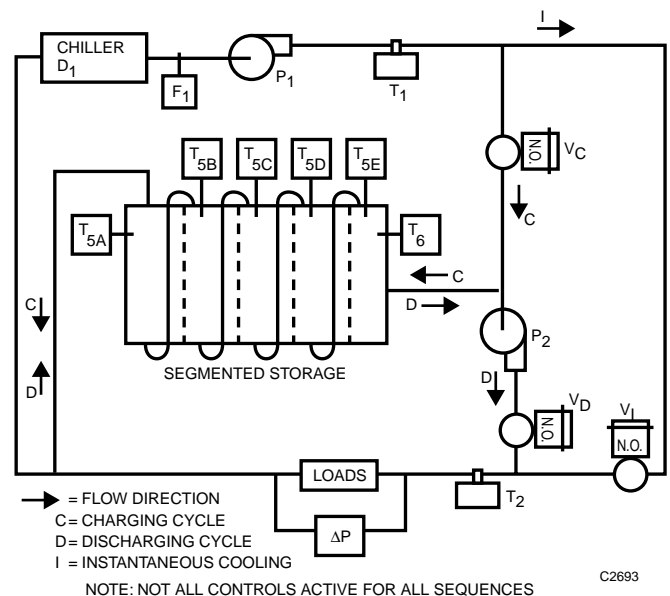 I
CHILLER
D1
F1
P1
T1
N.O.
VC
C
T5B
T5C
T5D
T5E
T5A
T6
C
D
P2
C
D
SEGMENTED STORAGE
D
VD
N.O.
VI
N.O.
LOADS
T2
ΔP
= FLOW DIRECTION
C = CHARGING CYCLE
D = DISCHARGING CYCLE
I = INSTANTANEOUS COOLING
NOTE: NOT ALL CONTROLS ACTIVE FOR ALL SEQUENCES
C2693